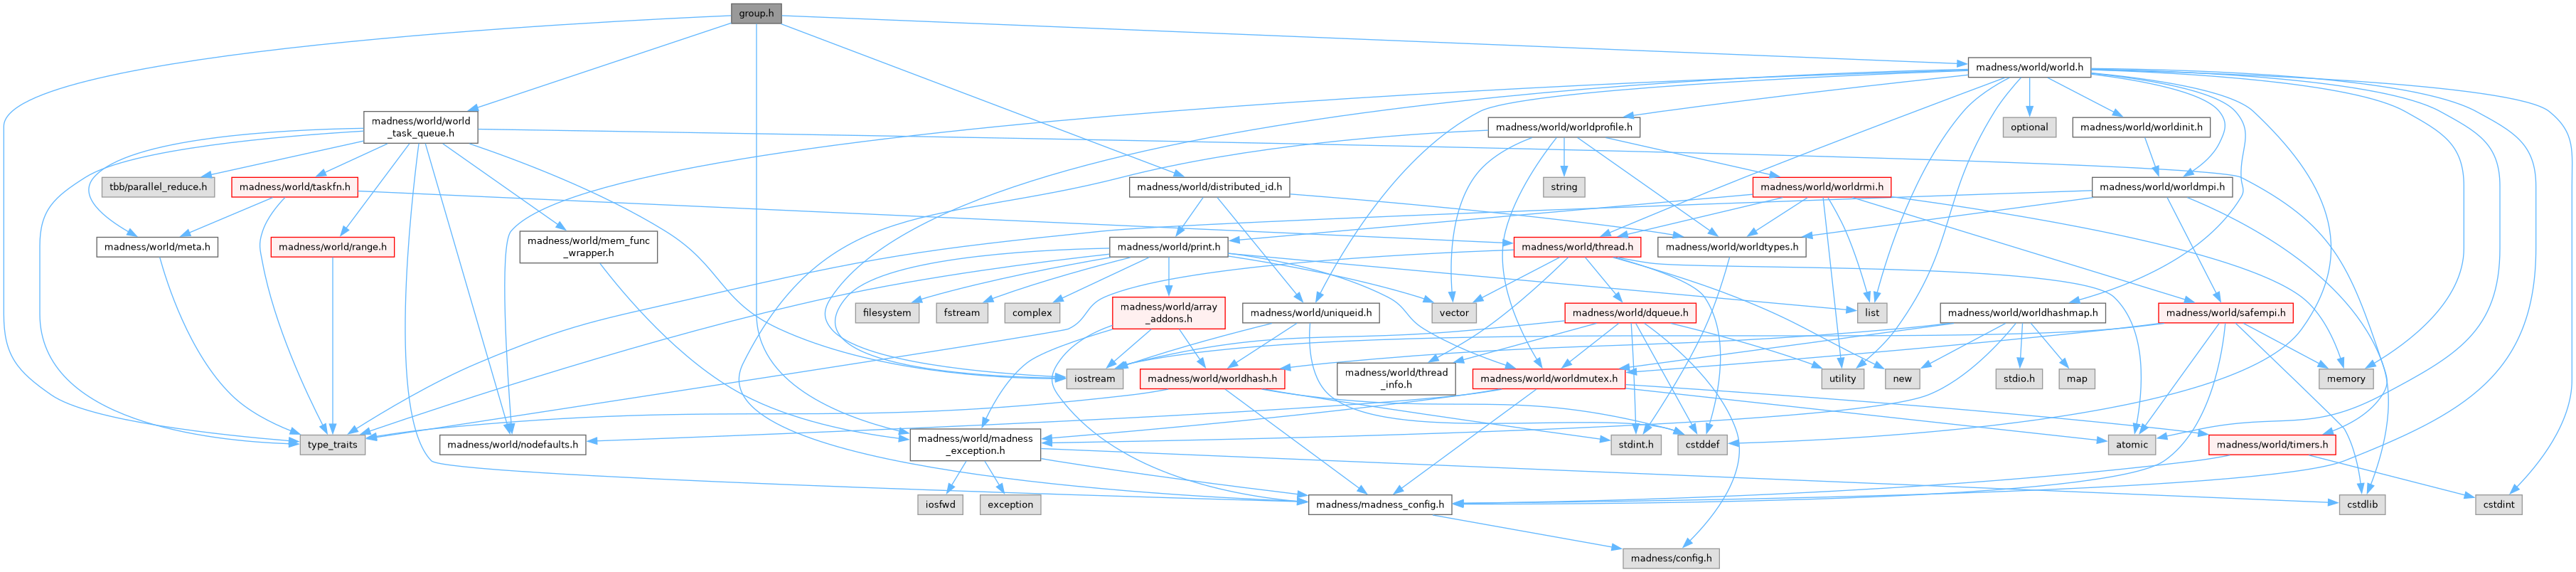 group.h
madness/world/world.h
madness/world/world
_task_queue.h
madness/world/worldprofile.h
optional
madness/world/worldinit.h
tbb/parallel_reduce.h
madness/world/taskfn.h
madness/world/distributed_id.h
string
madness/world/worldrmi.h
madness/world/worldmpi.h
madness/world/meta.h
madness/world/range.h
madness/world/mem_func
_wrapper.h
madness/world/print.h
madness/world/thread.h
madness/world/worldtypes.h
filesystem
fstream
complex
madness/world/array
_addons.h
madness/world/uniqueid.h
vector
madness/world/dqueue.h
list
madness/world/worldhashmap.h
madness/world/safempi.h
iostream
madness/world/worldhash.h
madness/world/thread
_info.h
madness/world/worldmutex.h
utility
new
stdio.h
map
memory
type_traits
madness/world/nodefaults.h
madness/world/madness
_exception.h
stdint.h
cstddef
atomic
madness/world/timers.h
iosfwd
exception
madness/madness_config.h
cstdlib
cstdint
madness/config.h